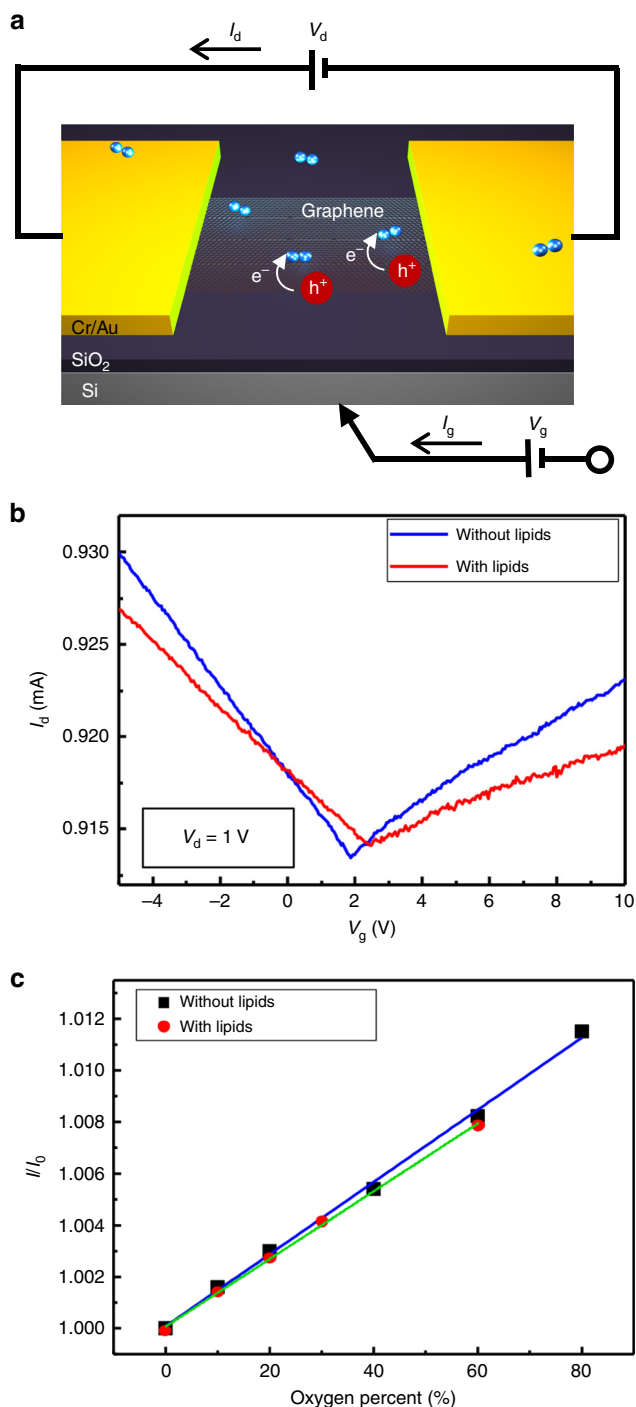 a
I_d
V_d
Graphene
e⁻
h⁺
e⁻
h⁺
Cr/Au
SiO₂
Si
I_g
V_g
b
Without lipids
With lipids
0.930
0.925
0.920
0.915
I_d (mA)
V_d = 1 V
–4 –2 0 2 4 6 8 10
V_g (V)
c
Without lipids
With lipids
1.012
1.010
1.008
1.006
1.004
1.002
1.000
I/I₀
0 20 40 60 80
Oxygen percent (%)